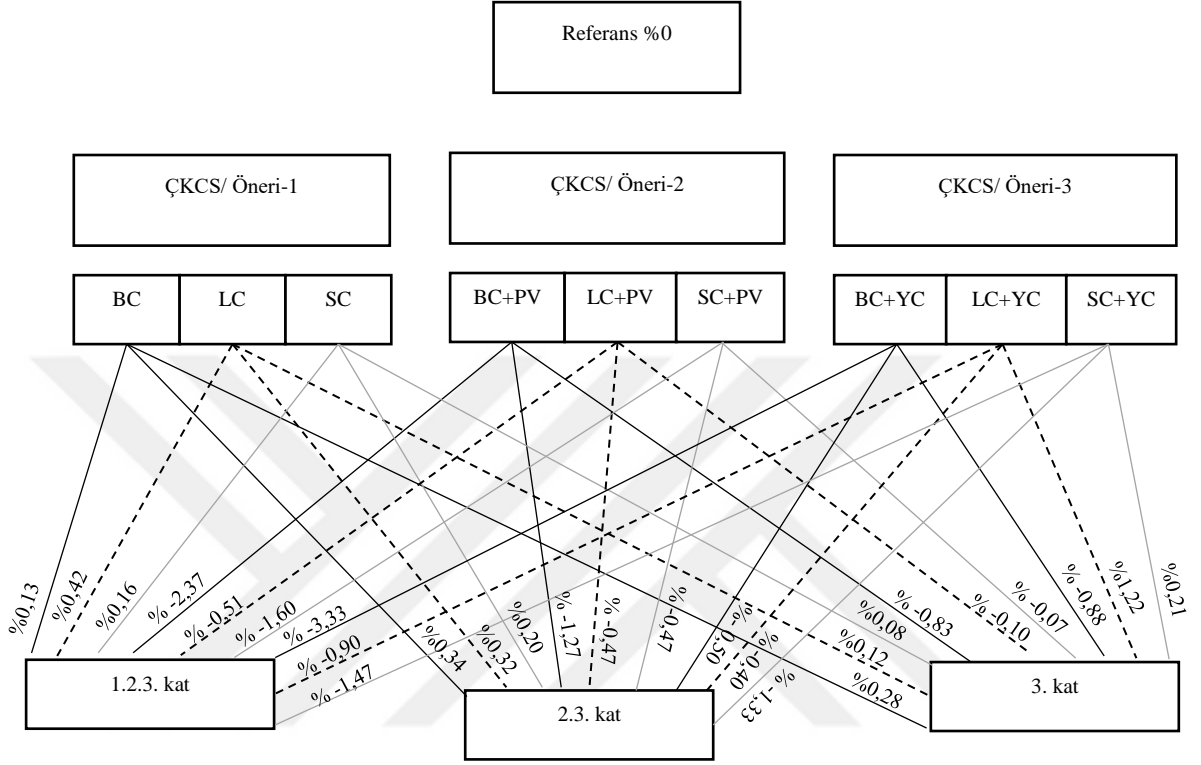 Referans %0
ÇKCS/ Öneri-1
ÇKCS/ Öneri-2
ÇKCS/ Öneri-3
BC
LC
SC
BC+PV
LC+PV
SC+PV
BC+YC
LC+YC
SC+YC
%0,13
%0,42
%0,16
% -2,37
% -0,51
% -1,60
% -3,33
% -0,90
% -1,47
%0,34
%0,32
%0,20
% -1,27
% -0,47
% -0,47
% -0,50
% -0,40
% -1,33
%0,08
%0,12
%0,28
% -0,83
% -0,10
% -0,07
% -0,88
%1,22
%0,21
1.2.3. kat
2.3. kat
3. kat